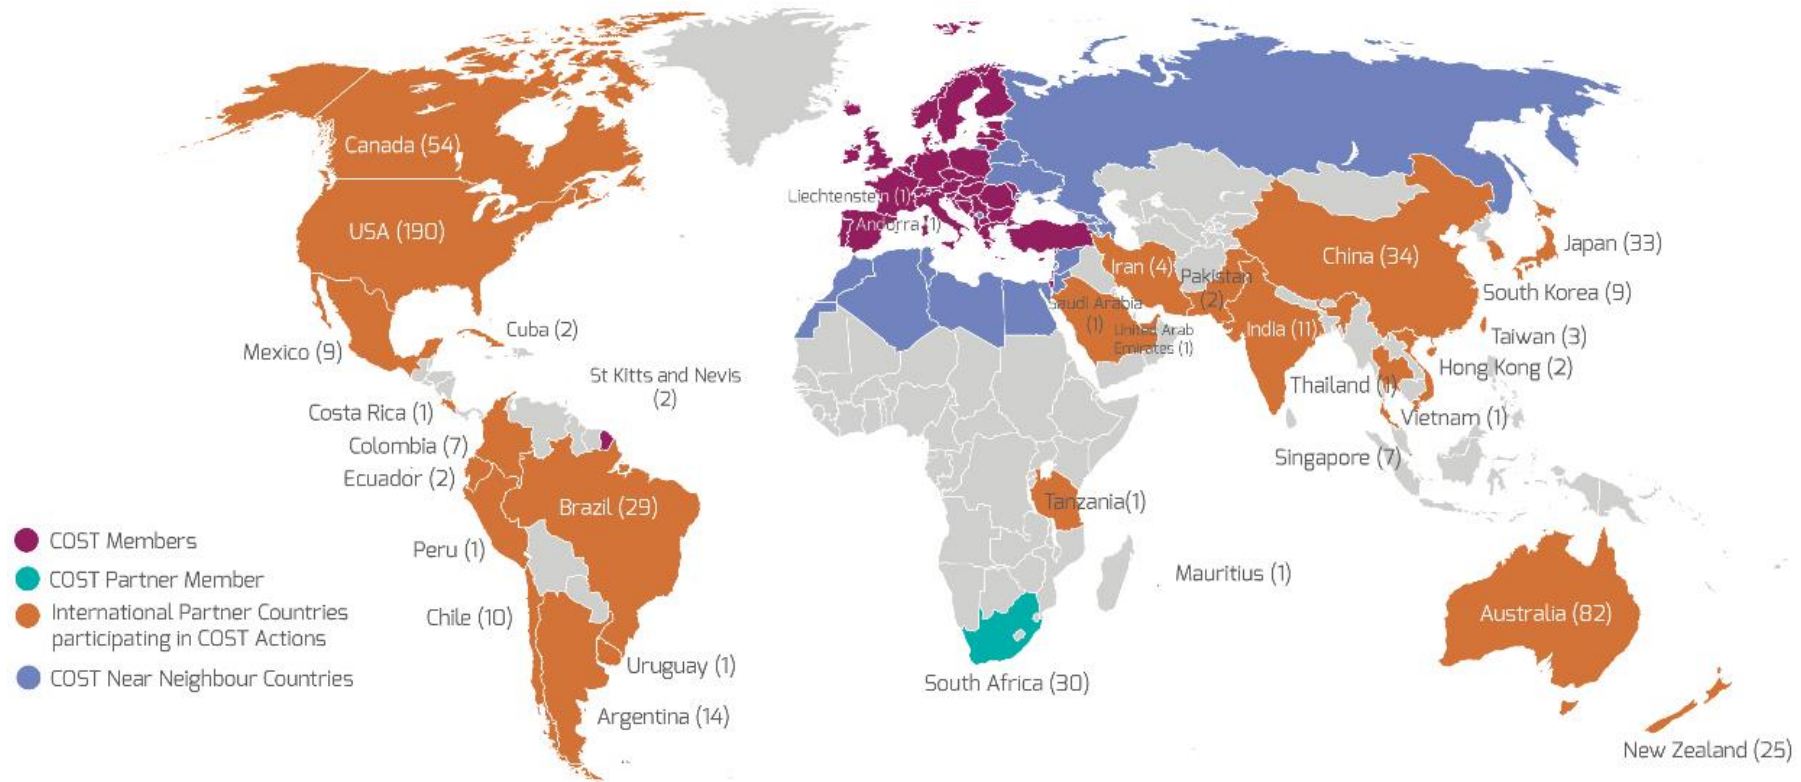 Canada (54)
Liechtenstein (1)
USA (190)
Andorra (1)
Japan (33)
China (34)
Iran (4)
Pakistan
(2)
South Korea (9)
Saudi Arabia
(1)
Cuba (2)
India (11)
United Arab
Emirates (1)
Taiwan (3)
Mexico (9)
Hong Kong (2)
St Kitts and Nevis
(2)
Thailand (1)
Costa Rica (1)
Vietnam (1)
Colombia (7)
Singapore (7)
Ecuador (2)
Brazil (29)
Tanzania(1)
COST Members
Peru (1)
COST Partner Member
Mauritius (1)
International Partner Countries
participating in COST Actions
Chile (10)
Australia (82)
Uruguay (1)
COST Near Neighbour Countries
South Africa (30)
Argentina (14)
New Zealand (25)